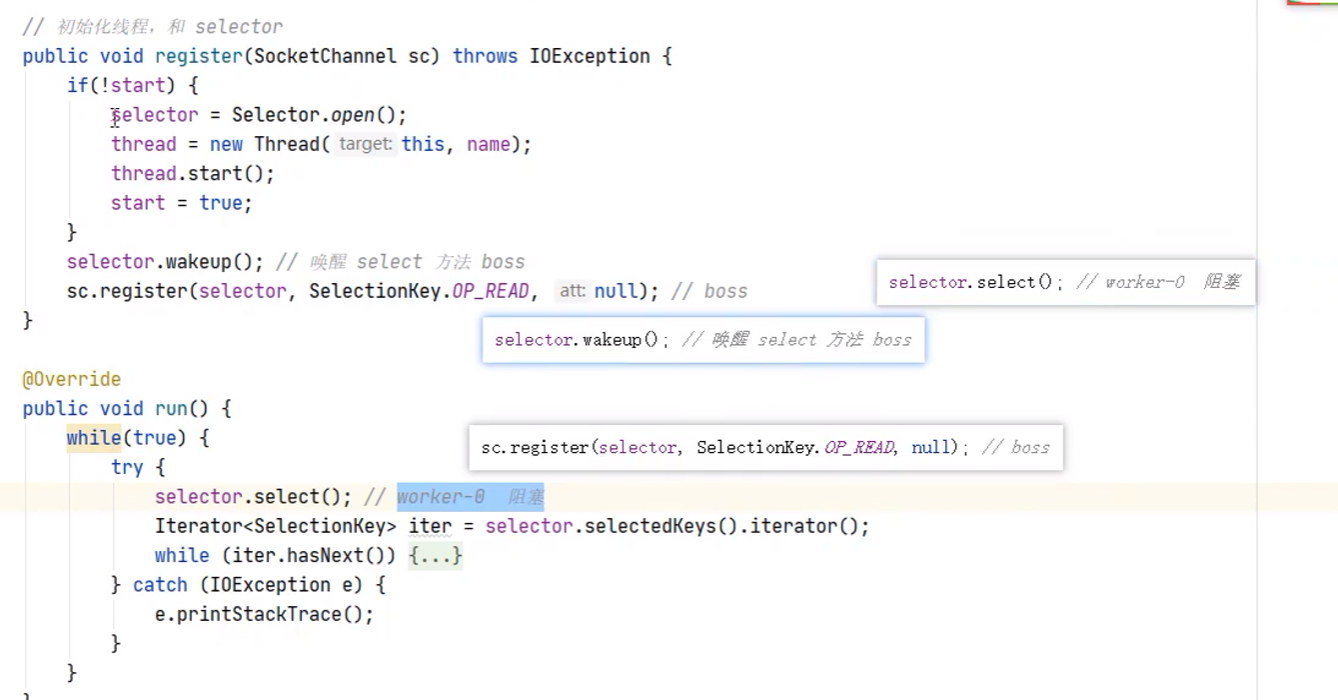 // 初始化线程，和 selector
public void register(SocketChannel sc) throws IOException {
if(!start) {
selector = Selector.open();
thread = new Thread( target: this, name);
thread.start();
start = true;
}
selector.wakeup(); // 唤醒 select 方法 boss
selector.select(); // worker-0 阻塞
sc.register(selector, SelectionKey.OP_READ, att: null); // boss
}
selector.wakeup(); // 唤醒 select 方法 boss
@Override
public void run() {
while(true) {
sc.register(selector, SelectionKey.OP_READ, null); // boss
try {
selector.select(); // worker-0 阻塞
Iterator<SelectionKey> iter = selector.selectedKeys().iterator();
while (iter.hasNext()) {...}
} catch (IOException e) {
e.printStackTrace();
}
}
}